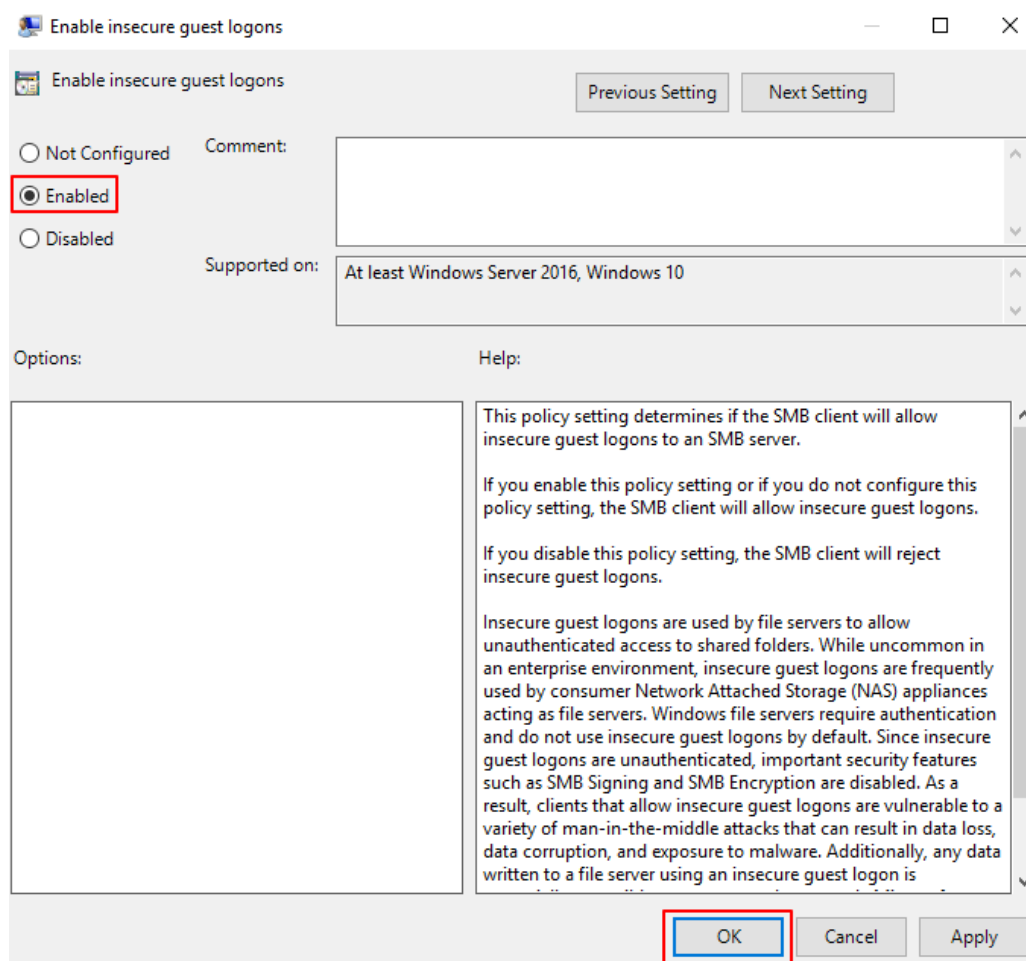 Enable insecure guest logons
Enable insecure guest logons
Previous Setting
Next Setting
Not Configured
Comment:
Enabled
Disabled
Supported on:
At least Windows Server 2016, Windows 10
Options:
Help:
This policy setting determines if the SMB client will allow
insecure guest logons to an SMB server.
If you enable this policy setting or if you do not configure this
policy setting, the SMB client will allow insecure guest logons.
If you disable this policy setting, the SMB client will reject
insecure guest logons.
Insecure guest logons are used by file servers to allow
unauthenticated access to shared folders. While uncommon in
an enterprise environment, insecure guest logons are frequently
used by consumer Network Attached Storage (NAS) appliances
acting as file servers. Windows file servers require authentication
and do not use insecure guest logons by default. Since insecure
guest logons are unauthenticated, important security features
such as SMB Signing and SMB Encryption are disabled. As a
result, clients that allow insecure guest logons are vulnerable to a
variety of man-in-the-middle attacks that can result in data loss,
data corruption, and exposure to malware. Additionally, any data
written to a file server using an insecure guest logon is
OK
Cancel
Apply